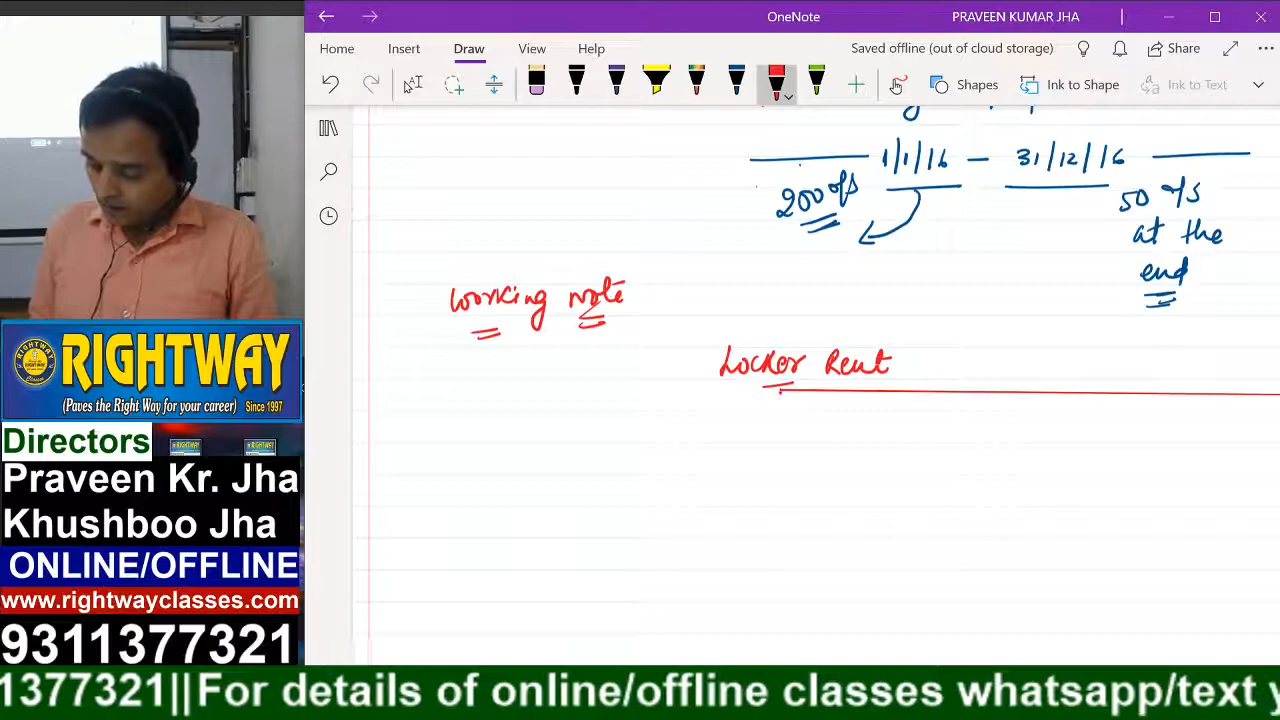 OneNote
PRAVEEN KUMAR JHA
Home Insert Draw View Help
Saved offline (out of cloud storage)
Share
Shapes
Ink to Shape
Ink to Text
1/1/16 – 31/12/16
200 o/s
50 o/s
at the
end
Working note
Locker Rent
RIGHTWAY
(Paves the Right Way for your career) Since 1997
Directors
Praveen Kr. Jha
Khushboo Jha
ONLINE/OFFLINE
www.rightwayclasses.com
9311377321
1377321||For details of online/offline classes whatsapp/text y